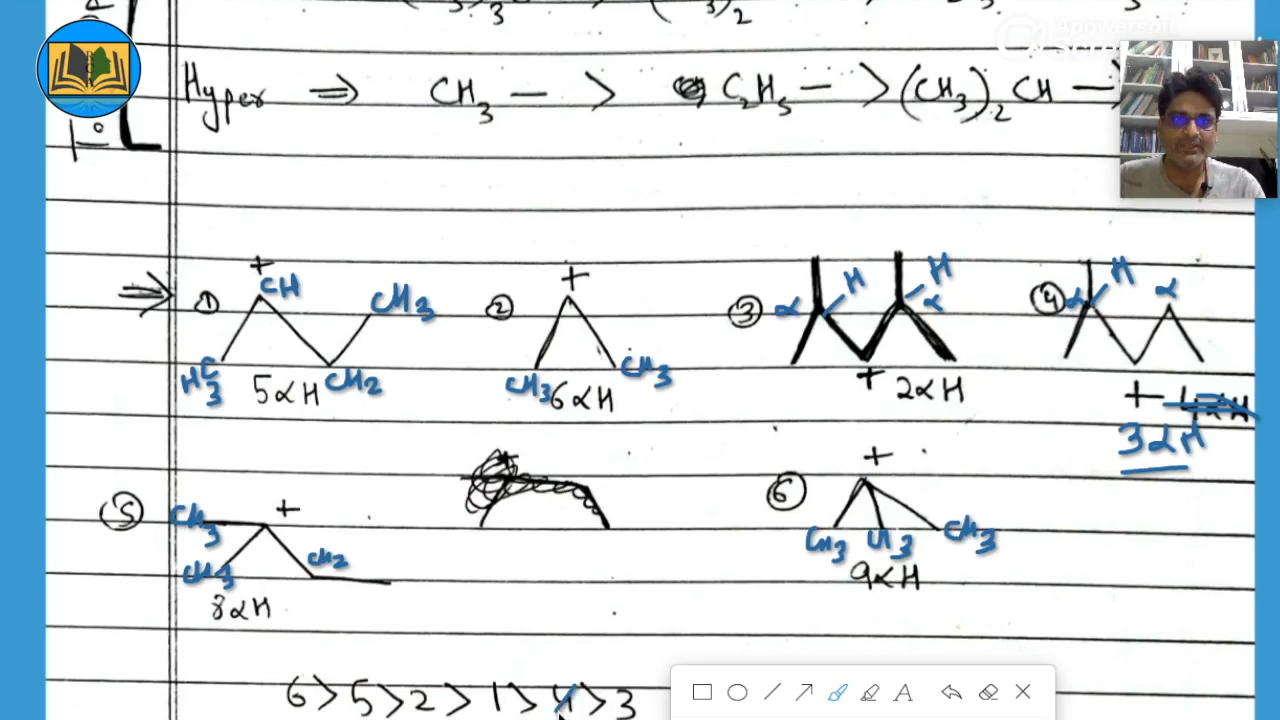 Hyper ⇒ CH3 — > C2H5 — > (CH3)2 CH —>
⇒ ① + CH CH3 ② + ③ α H H α ④ α H α
H3C 5αH CH2 CH3 6αH CH3 + 2αH + 4αH
3αH
⑤ CH3 + ⑥ +
CH3 CH2 CH3 CH3 CH3
8αH 9αH
6 > 5 > 2 > 1 > 4 > 3
A